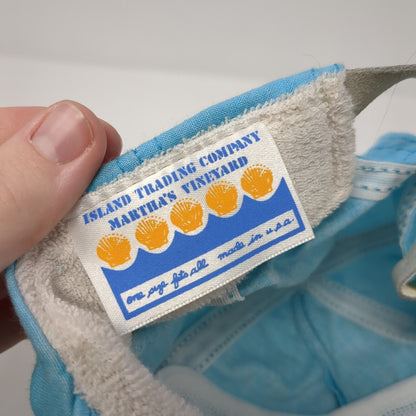 ISLAND TRADING COMPANY
MARTHA'S VINEYARD
one size fits all made in u.s.a.